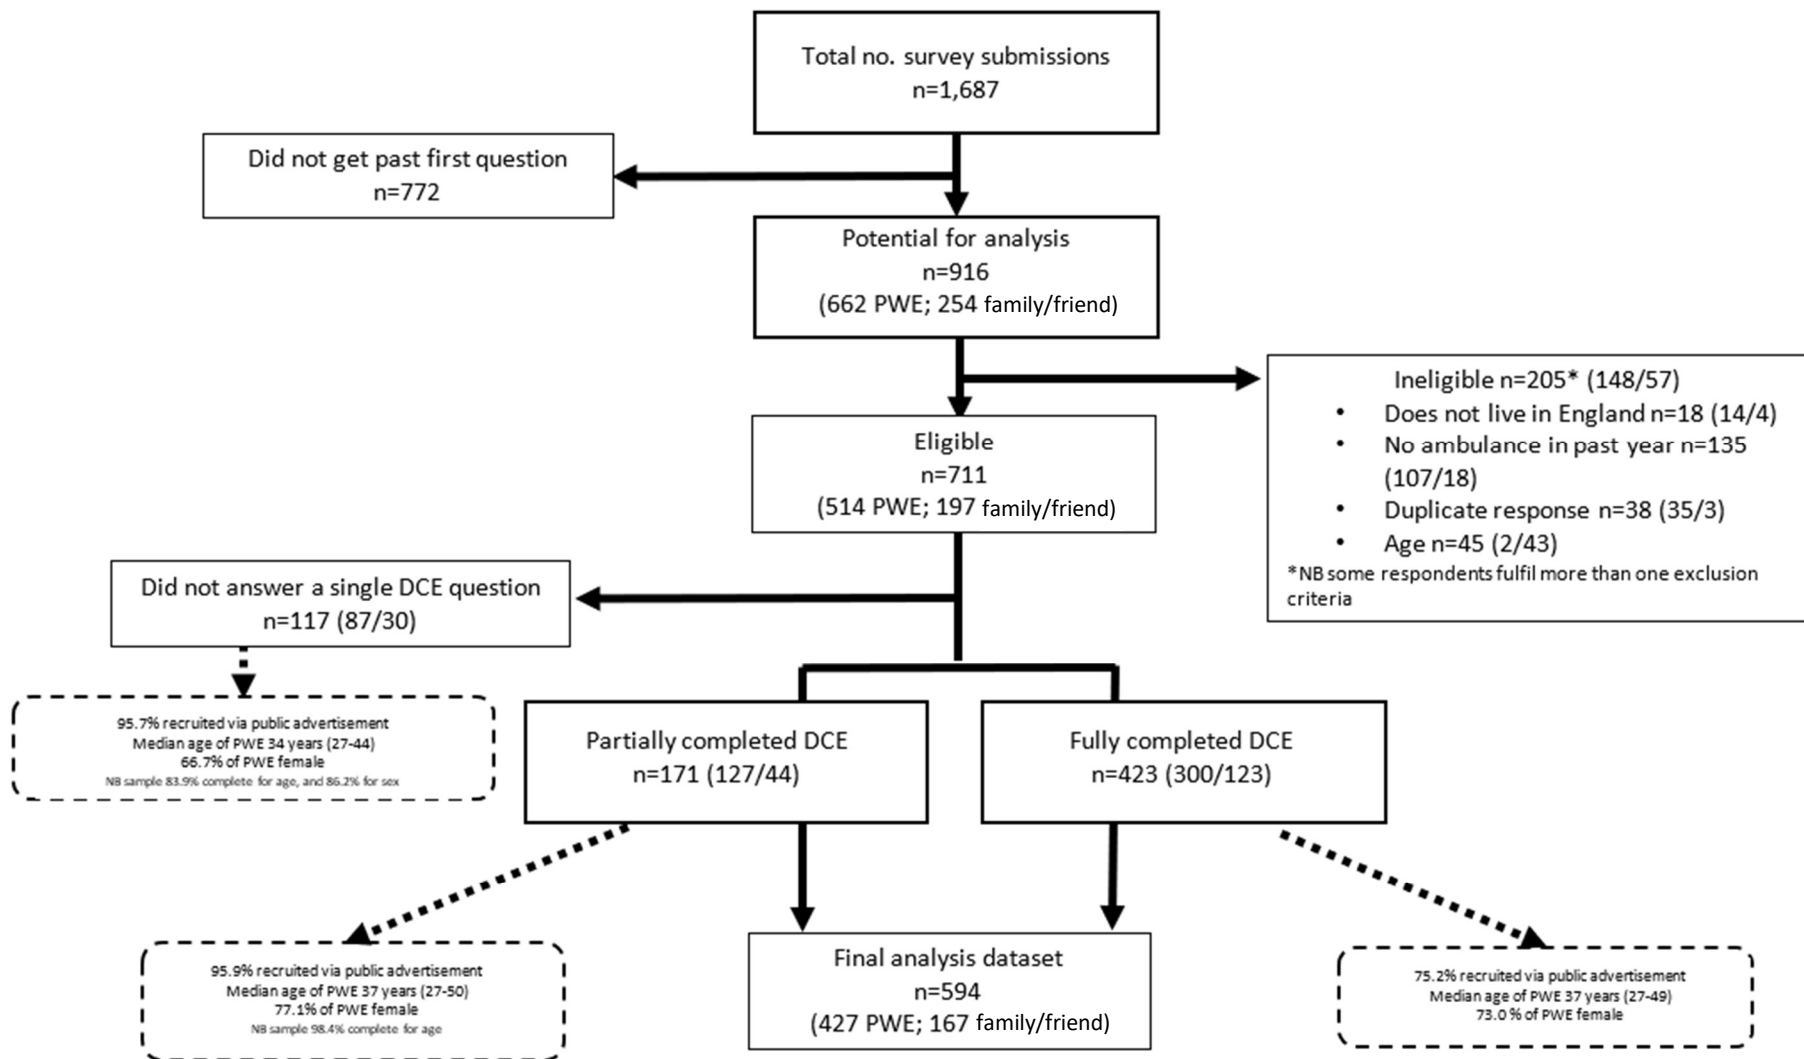 Total no. survey submissions
n=1,687
Did not get past first question
n=772
Potential for analysis
n=916
(662 PWE; 254 family/friend)
Ineligible n=205* (148/57)
• Does not live in England n=18 (14/4)
• No ambulance in past year n=135
(107/18)
• Duplicate response n=38 (35/3)
• Age n=45 (2/43)
*NB some respondents fulfil more than one exclusion
criteria
Eligible
n=711
(514 PWE; 197 family/friend)
Did not answer a single DCE question
n=117 (87/30)
95.7% recruited via public advertisement
Median age of PWE 34 years (27-44)
66.7% of PWE female
NB sample 83.9% complete for age, and 86.2% for sex
Partially completed DCE
n=171 (127/44)
Fully completed DCE
n=423 (300/123)
95.9% recruited via public advertisement
Median age of PWE 37 years (27-50)
77.1% of PWE female
NB sample 98.4% complete for age
Final analysis dataset
n=594
(427 PWE; 167 family/friend)
75.2% recruited via public advertisement
Median age of PWE 37 years (27-49)
73.0 % of PWE female